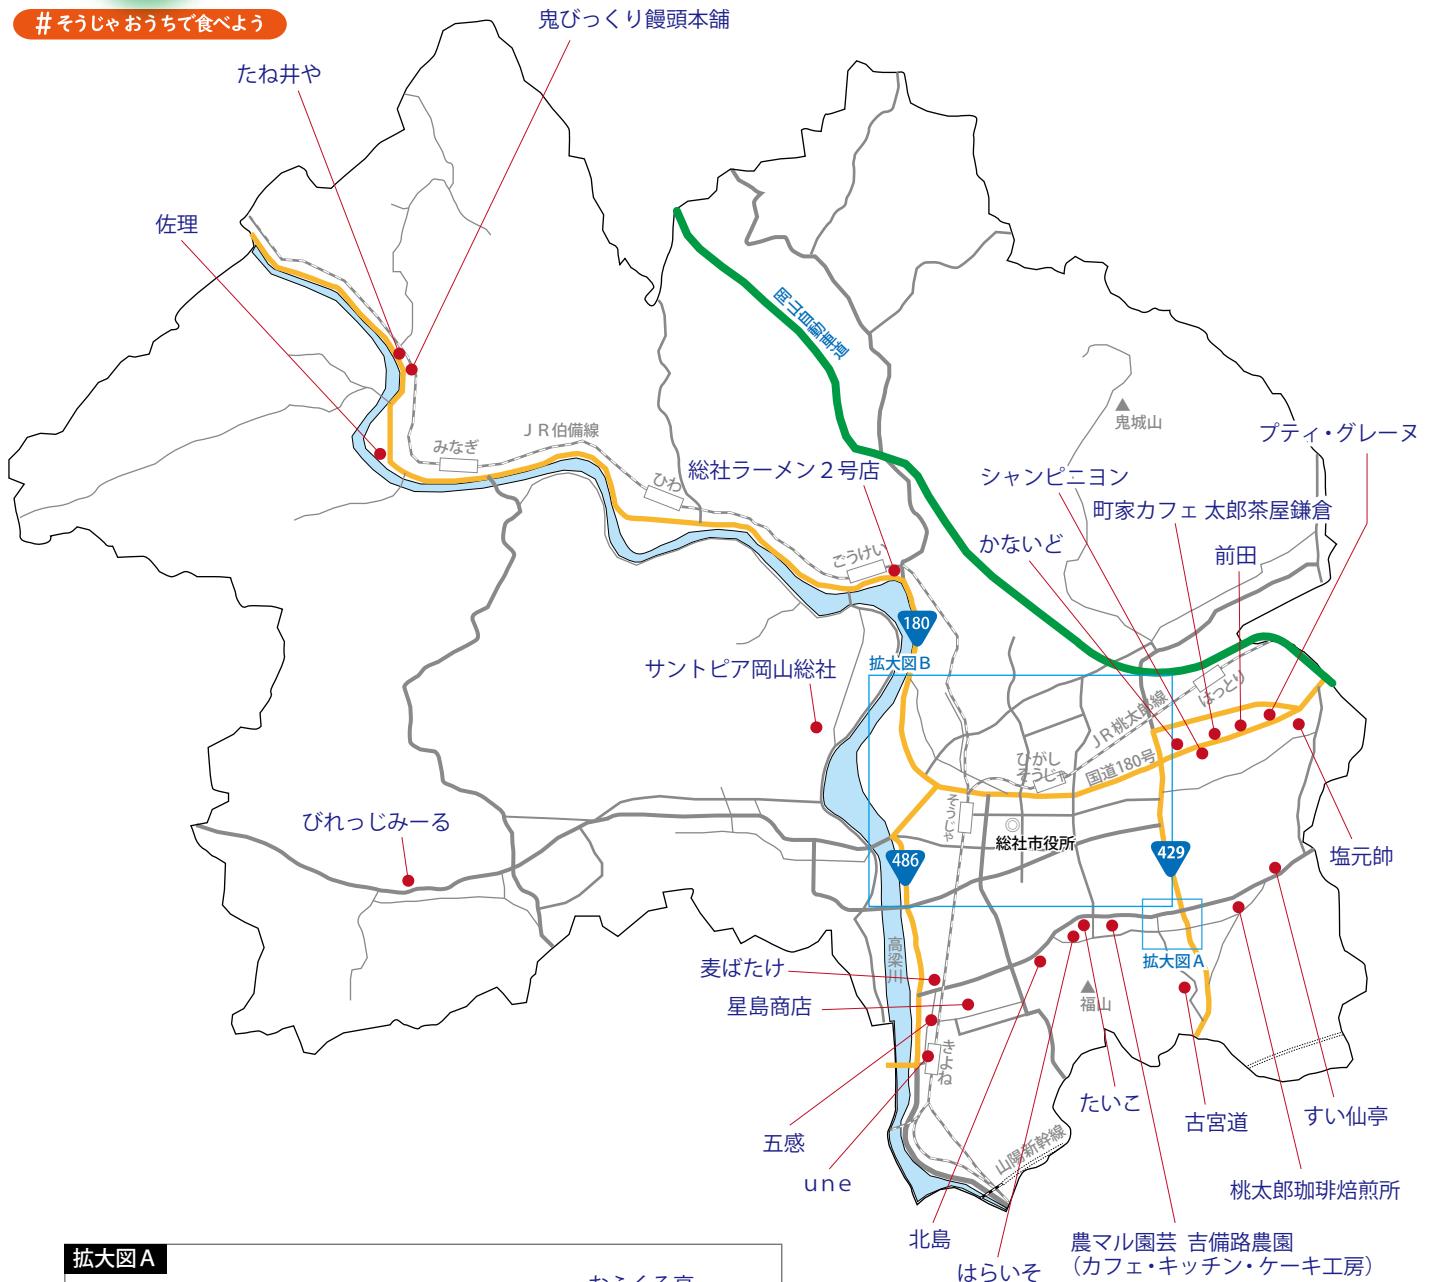 #そうじゃおうちで食べよう
鬼びっくり饅頭本舗
たね井や
佐理
岡山自動車道
鬼城山
JR伯備線
みなぎ
ひわ
プティ・グレーヌ
総社ラーメン2号店
シャンピニヨン
町家カフェ 太郎茶屋鎌倉
かないど
前田
ごうけい
180
拡大図B
サントピア岡山総社
はっとり
JR桃太郎線
ひがし
そうじゃ
国道180号
そうじゃ
びれっじみーる
総社市役所
486
429
塩元帥
高梁川
麦ばたけ
拡大図A
星島商店
福山
きよね
たいこ
古宮道
すい仙亭
五感
山陽新幹線
une
桃太郎珈琲焙煎所
北島
農マル園芸 吉備路農園
(カフェ・キッチン・ケーキ工房)
はらいそ
拡大図A